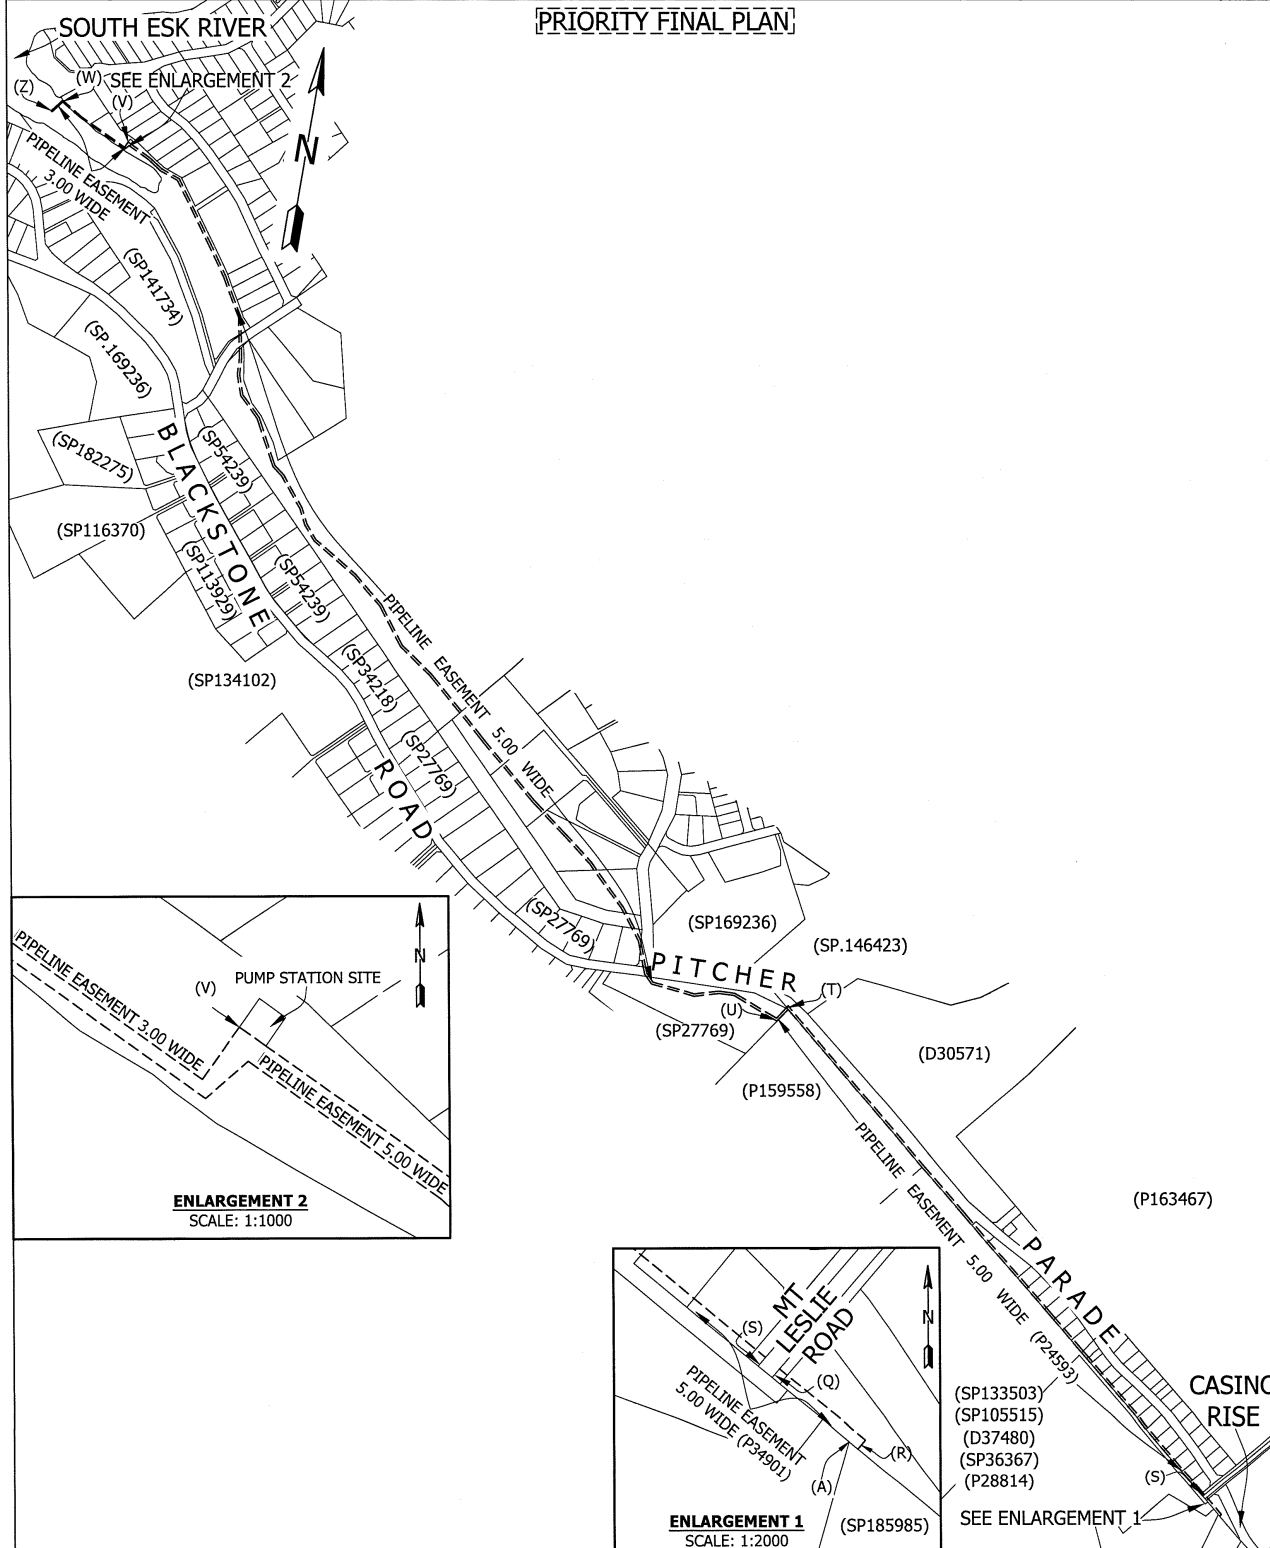 PRIORITY FINAL PLAN
SOUTH ESK RIVER
(Z)
(W)
SEE ENLARGEMENT 2
(V)
N
PIPELINE EASEMENT
3.00 WIDE
(SP141734)
(SP.169236)
BLACKSTONE
(SP182275)
(SP54239)
(SP116370)
(SP113929)
(SP54239)
PIPELINE EASEMENT 5.00 WIDE
(SP134102)
(SP34218)
(SP27769)
ROAD
(SP27769)
(SP169236)
(SP.146423)
PITCHER
(T)
(U)
(SP27769)
(D30571)
(P159558)
PIPELINE EASEMENT 5.00 WIDE (P24593)
(P163467)
PARADE
CASINO
RISE
(SP133503)
(SP105515)
(D37480)
(SP36367)
(P28814)
(S)
SEE ENLARGEMENT 1
PIPELINE EASEMENT 3.00 WIDE
(V)
PUMP STATION SITE
N
PIPELINE EASEMENT 5.00 WIDE
ENLARGEMENT 2
SCALE: 1:1000
MT
LESLIE
ROAD
N
(S)
(Q)
PIPELINE EASEMENT
5.00 WIDE (P34901)
(R)
(A)
(SP185985)
ENLARGEMENT 1
SCALE: 1:2000